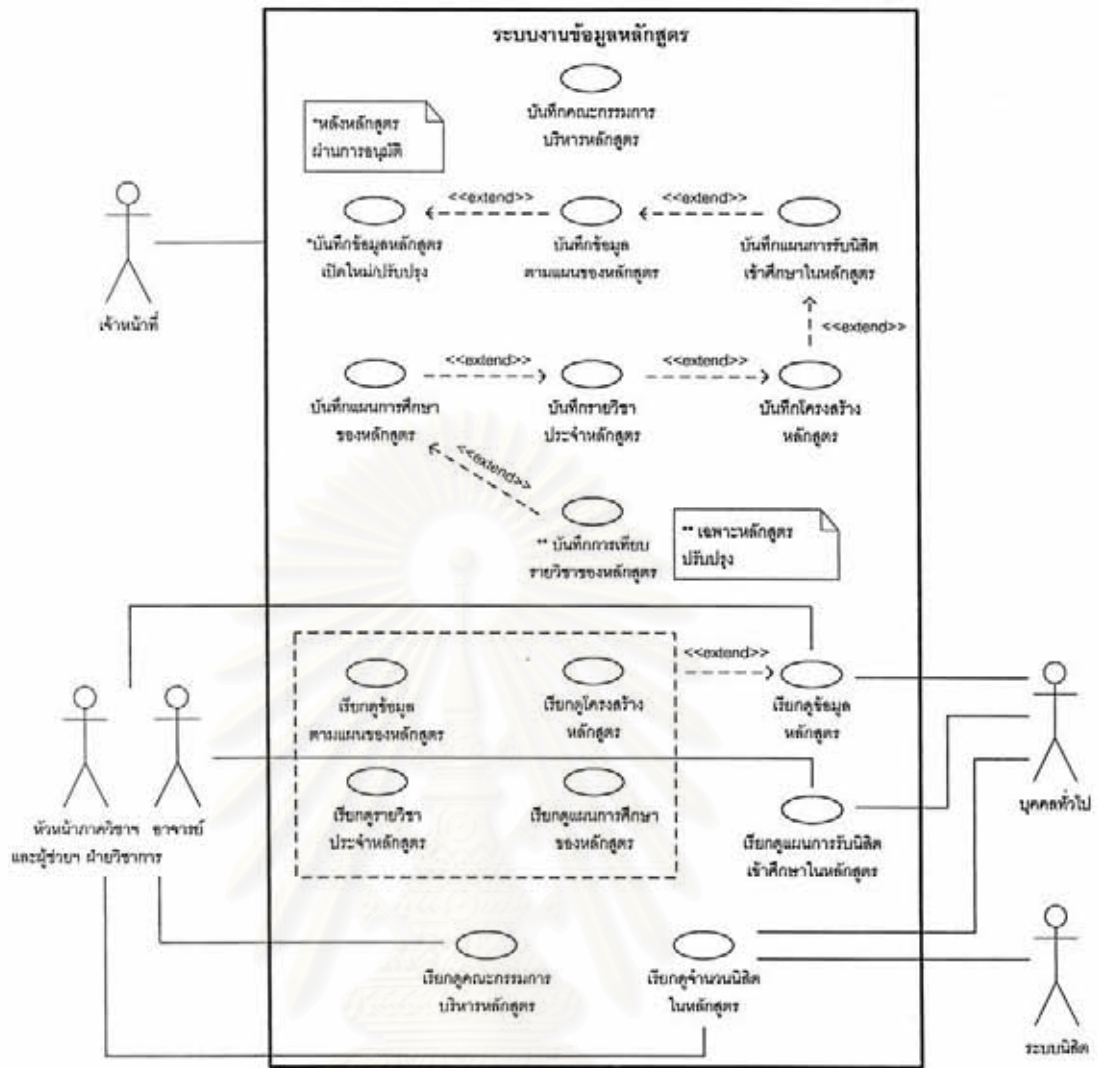 ระบบงานข้อมูลหลักสูตร
บันทึกคณะกรรมการ
บริหารหลักสูตร
*หลังหลักสูตร
ผ่านการอนุมัติ
<<extend>>
<<extend>>
*บันทึกข้อมูลหลักสูตร
เปิดใหม่/ปรับปรุง
บันทึกข้อมูล
ตามแผนของหลักสูตร
บันทึกแผนการรับนิสิต
เข้าศึกษาในหลักสูตร
เจ้าหน้าที่
<<extend>>
<<extend>>
<<extend>>
บันทึกแผนการศึกษา
ของหลักสูตร
บันทึกรายวิชา
ประจำหลักสูตร
บันทึกโครงสร้าง
หลักสูตร
<<extend>>
** บันทึกการเทียบ
รายวิชาของหลักสูตร
** เฉพาะหลักสูตร
ปรับปรุง
<<extend>>
เรียกดูข้อมูล
ตามแผนของหลักสูตร
เรียกดูโครงสร้าง
หลักสูตร
เรียกดูข้อมูล
หลักสูตร
หัวหน้าภาควิชาฯ
และผู้ช่วยฯ ฝ่ายวิชาการ
อาจารย์
เรียกดูรายวิชา
ประจำหลักสูตร
เรียกดูแผนการศึกษา
ของหลักสูตร
เรียกดูแผนการรับนิสิต
เข้าศึกษาในหลักสูตร
บุคคลทั่วไป
เรียกดูคณะกรรมการ
บริหารหลักสูตร
เรียกดูจำนวนนิสิต
ในหลักสูตร
ระบบนิสิต